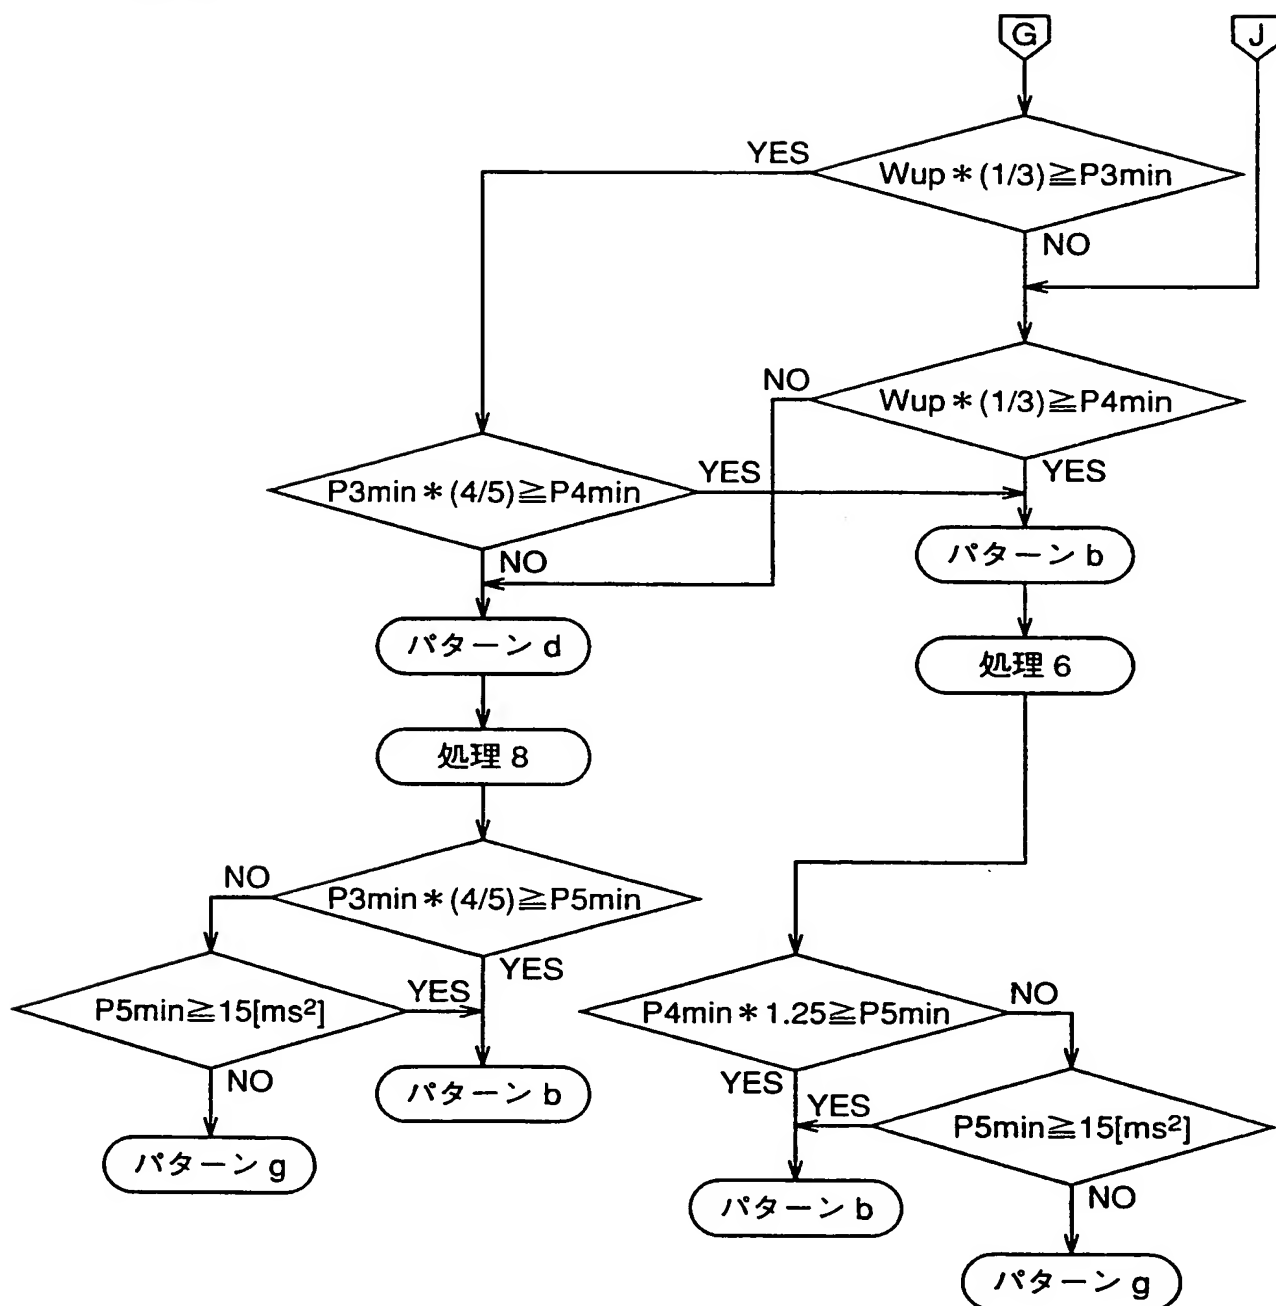 G
J
YES
Wup*(1/3)≧P3min
NO
NO
Wup*(1/3)≧P4min
YES
P3min*(4/5)≧P4min
YES
NO
パターン b
パターン d
処理 6
処理 8
NO
P3min*(4/5)≧P5min
YES
P5min≧15[ms²]
YES
NO
パターン b
パターン g
P4min*1.25≧P5min
NO
YES
YES
P5min≧15[ms²]
NO
パターン b
パターン g